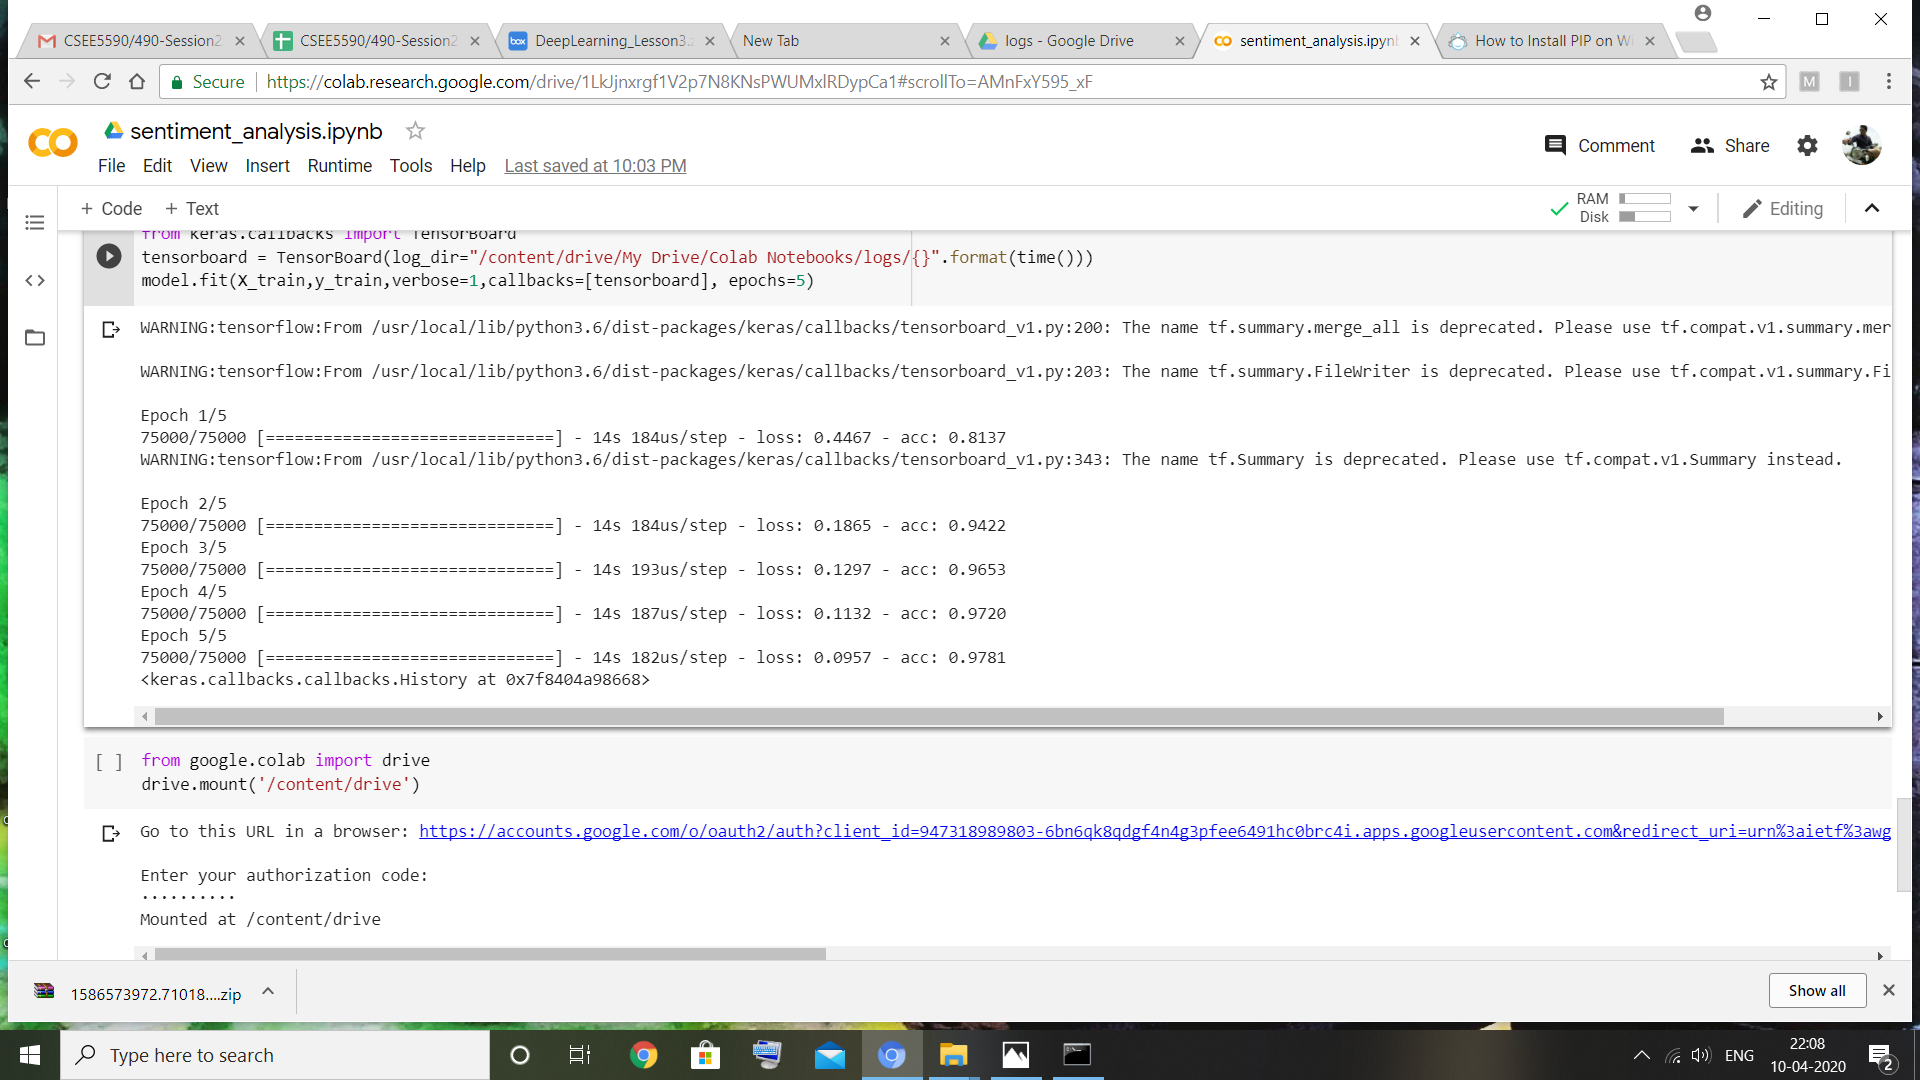 CSEE5590/490-Session2
CSEE5590/490-Session2
box DeepLearning_Lesson3.
New Tab
logs - Google Drive
sentiment_analysis.ipyn
How to Install PIP on Wi
Secure https://colab.research.google.com/drive/1LkJjnxrgf1V2p7N8KNsPWUMxlRDypCa1#scrollTo=AMnFxY595_xF
M I
CO sentiment_analysis.ipynb
Comment Share
File Edit View Insert Runtime Tools Help Last saved at 10:03 PM
+ Code + Text
RAM
Disk
Editing
from keras.callbacks import TensorBoard
tensorboard = TensorBoard(log_dir="/content/drive/My Drive/Colab Notebooks/logs/{}".format(time()))
model.fit(X_train,y_train,verbose=1,callbacks=[tensorboard], epochs=5)
WARNING:tensorflow:From /usr/local/lib/python3.6/dist-packages/keras/callbacks/tensorboard_v1.py:200: The name tf.summary.merge_all is deprecated. Please use tf.compat.v1.summary.mer
WARNING:tensorflow:From /usr/local/lib/python3.6/dist-packages/keras/callbacks/tensorboard_v1.py:203: The name tf.summary.FileWriter is deprecated. Please use tf.compat.v1.summary.Fi
Epoch 1/5
75000/75000 [==============================] - 14s 184us/step - loss: 0.4467 - acc: 0.8137
WARNING:tensorflow:From /usr/local/lib/python3.6/dist-packages/keras/callbacks/tensorboard_v1.py:343: The name tf.Summary is deprecated. Please use tf.compat.v1.Summary instead.
Epoch 2/5
75000/75000 [==============================] - 14s 184us/step - loss: 0.1865 - acc: 0.9422
Epoch 3/5
75000/75000 [==============================] - 14s 193us/step - loss: 0.1297 - acc: 0.9653
Epoch 4/5
75000/75000 [==============================] - 14s 187us/step - loss: 0.1132 - acc: 0.9720
Epoch 5/5
75000/75000 [==============================] - 14s 182us/step - loss: 0.0957 - acc: 0.9781
<keras.callbacks.callbacks.History at 0x7f8404a98668>
[ ] from google.colab import drive
drive.mount('/content/drive')
Go to this URL in a browser: https://accounts.google.com/o/oauth2/auth?client_id=947318989803-6bn6qk8qdgf4n4g3pfee6491hc0brc4i.apps.googleusercontent.com&redirect_uri=urn%3aietf%3awg
Enter your authorization code:
··········
Mounted at /content/drive
1586573972.71018....zip
Show all
Type here to search
ENG
22:08
10-04-2020
2